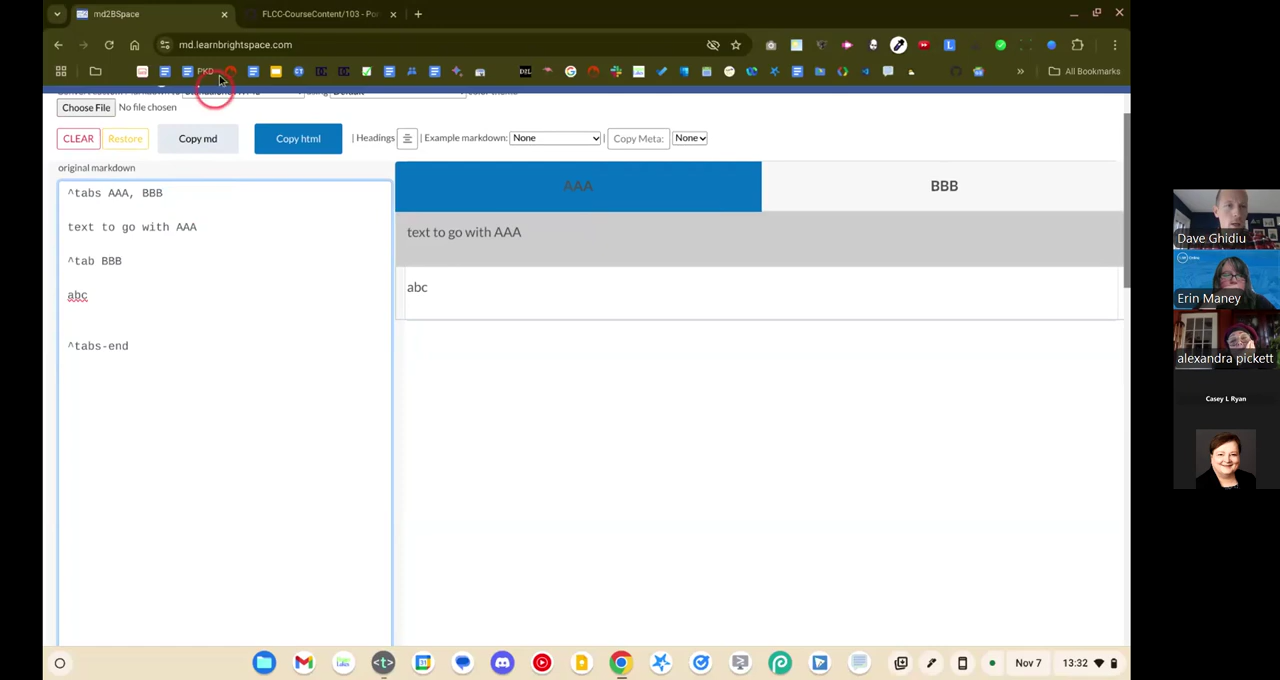 md2BSpace
FLCC-CourseContent/103 - Po
md.learnbrightspace.com
PKD
All Bookmarks
Choose File No file chosen
CLEAR Restore Copy md Copy html | Headings | Example markdown: None | Copy Meta: None
original markdown
^tabs AAA, BBB
text to go with AAA
^tab BBB
abc
^tabs-end
AAA BBB
text to go with AAA
abc
Dave Ghidiu
Erin Maney
alexandra pickett
Casey L Ryan
Nov 7 13:32